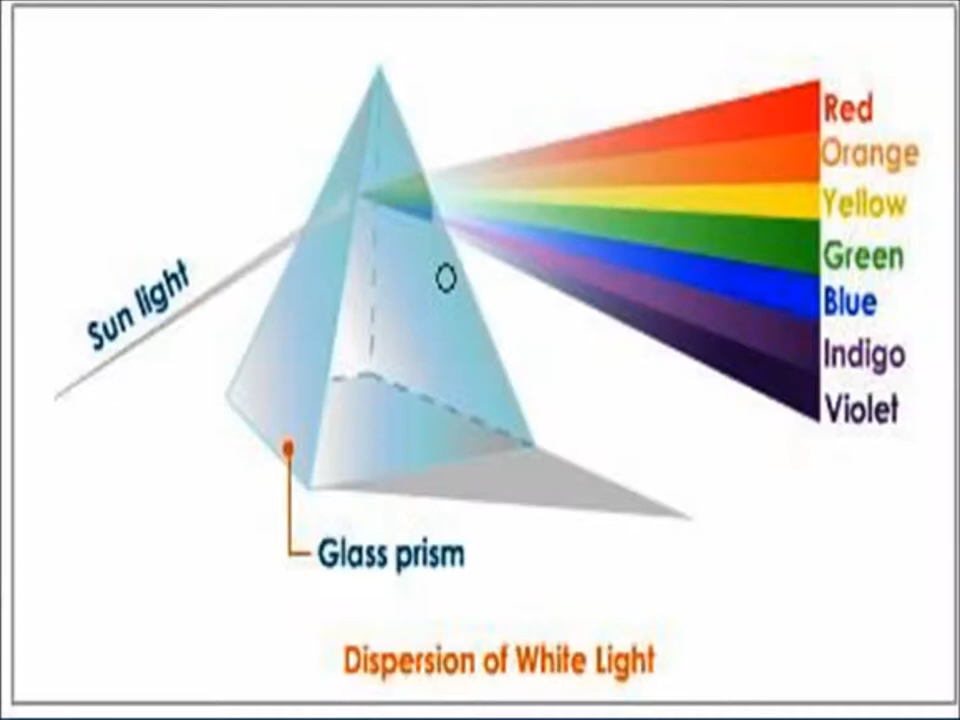 Red
Orange
Yellow
Green
Blue
Indigo
Violet
Sun light
Glass prism
Dispersion of White Light